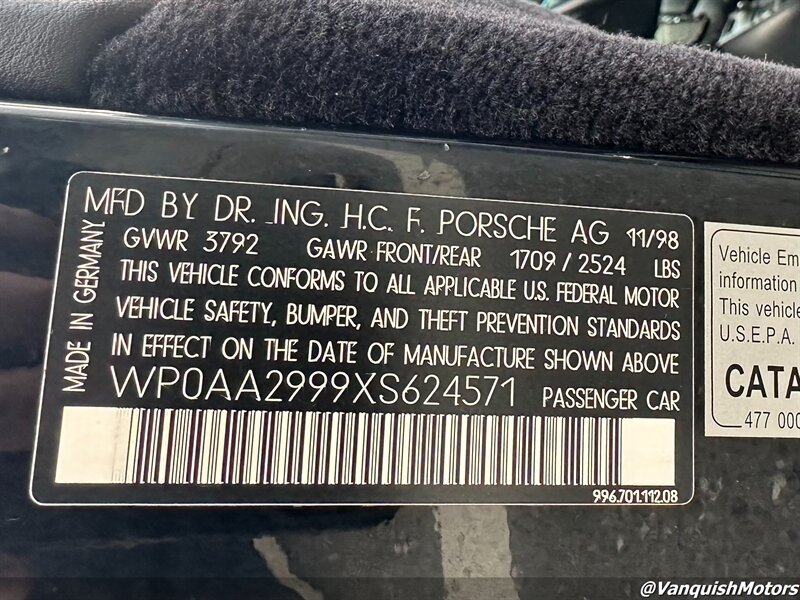 MFD BY DR. ING. H.C. F. PORSCHE AG 11/98
GVWR 3792 GAWR FRONT/REAR 1709 / 2524 LBS
THIS VEHICLE CONFORMS TO ALL APPLICABLE U.S. FEDERAL MOTOR
VEHICLE SAFETY, BUMPER, AND THEFT PREVENTION STANDARDS
IN EFFECT ON THE DATE OF MANUFACTURE SHOWN ABOVE
WP0AA2999XS624571 PASSENGER CAR
996.701.112.08
MADE IN GERMANY
Vehicle Em
information
This vehicle
U.S.E.P.A.
CATA
477 000
@VanquishMotors